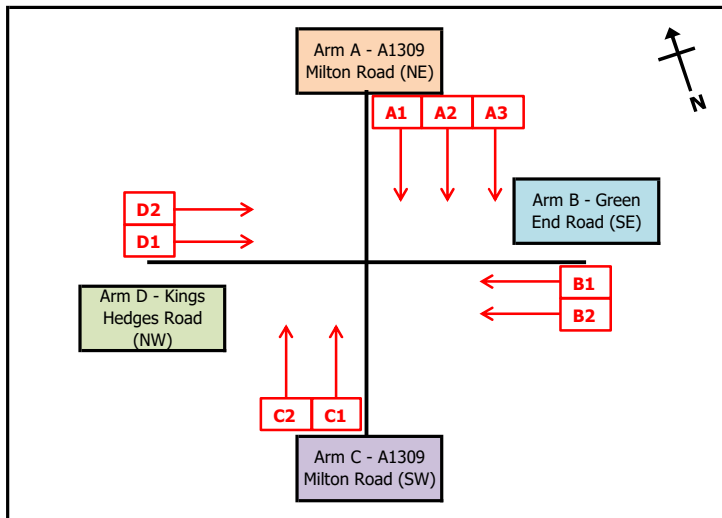 Arm A - A1309
Milton Road (NE)
N
A1 A2 A3
Arm B - Green
End Road (SE)
D2
D1
B1
B2
Arm D - Kings
Hedges Road
(NW)
C2 C1
Arm C - A1309
Milton Road (SW)